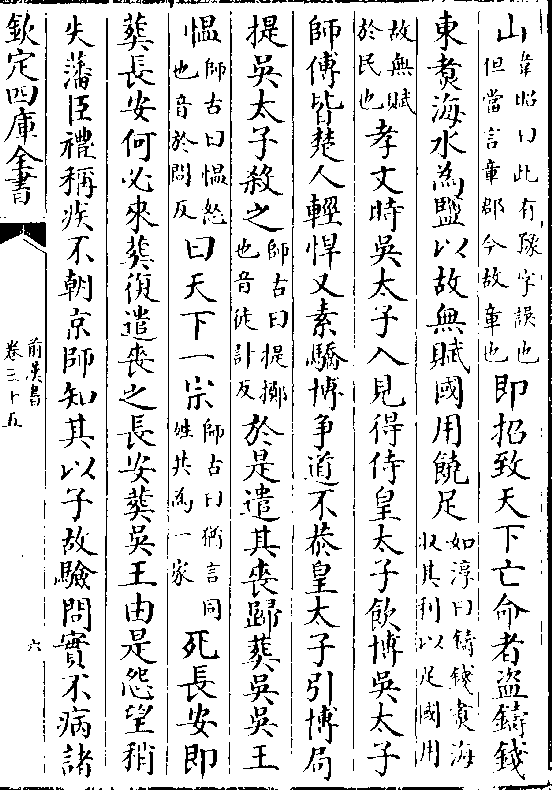 山韋昭曰此有豫字誤也但當言章郡今故章也即招致天下亡命者盗鑄錢
東煑海水為鹽以故無賦國用饒足如淳曰鑄錢煑海收其利以足國用
故無賦於民也孝文時吳太子入見得侍皇太子飲博吳太子
師傅皆楚人輕悍又素驕博争道不恭皇太子引博局
提吳太子殺之師古曰提擲也音徒計反於是遣其喪歸葬吳吳王
愠師古曰愠怒也音於問反曰天下一宗師古曰猶言同姓共為一家死長安即
葬長安何必來葬復遣喪之長安葬吳王由是怨望稍
失藩臣禮稱疾不朝京師知其以子故驗問實不病諸
欽定四庫全書
前漢書
卷三十五
六